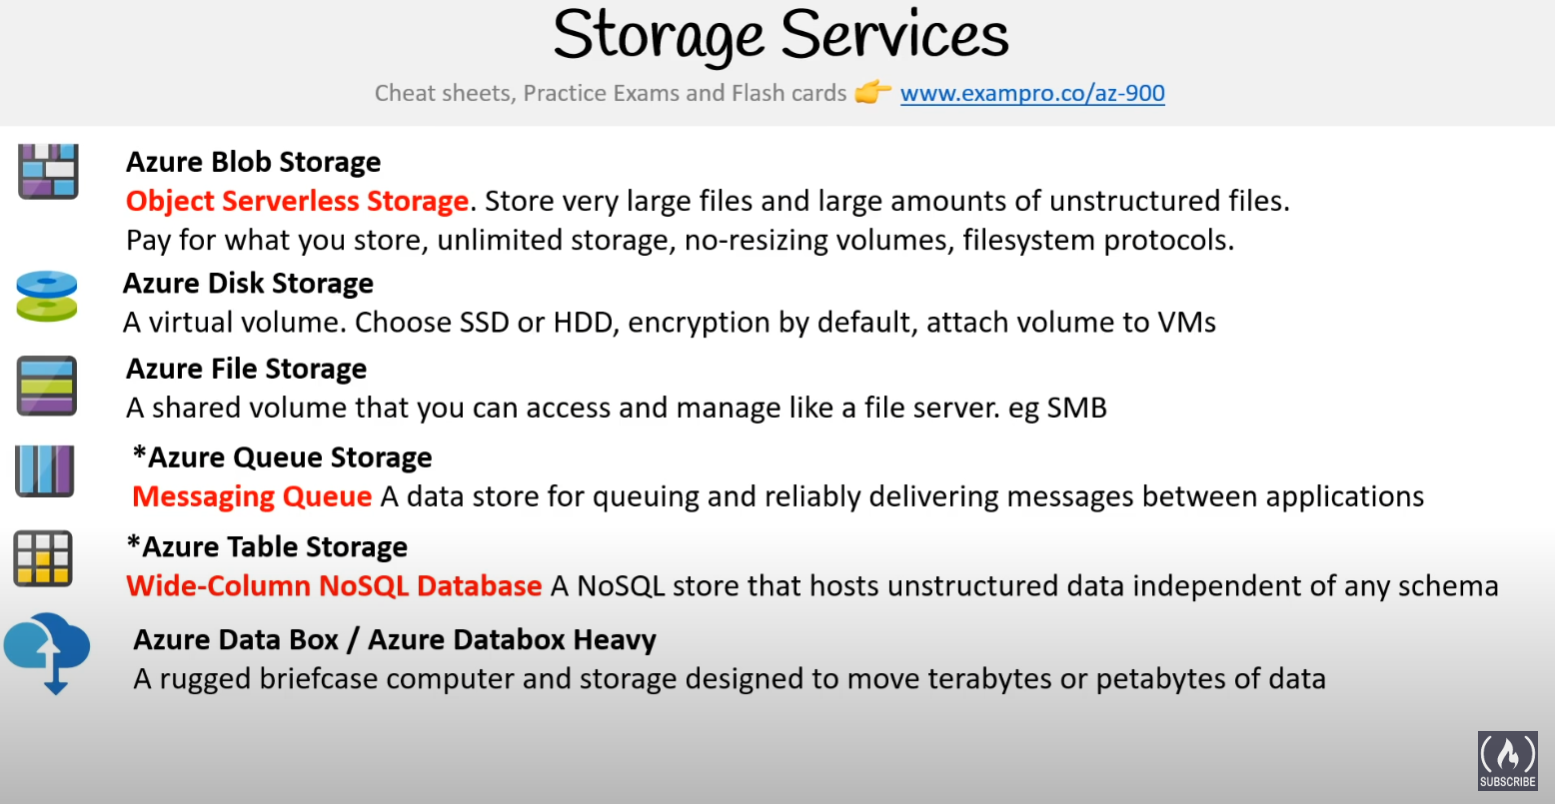 Storage Services
Cheat sheets, Practice Exams and Flash cards 👉 www.exampro.co/az-900
Azure Blob Storage
Object Serverless Storage. Store very large files and large amounts of unstructured files.
Pay for what you store, unlimited storage, no-resizing volumes, filesystem protocols.
Azure Disk Storage
A virtual volume. Choose SSD or HDD, encryption by default, attach volume to VMs
Azure File Storage
A shared volume that you can access and manage like a file server. eg SMB
*Azure Queue Storage
Messaging Queue A data store for queuing and reliably delivering messages between applications
*Azure Table Storage
Wide-Column NoSQL Database A NoSQL store that hosts unstructured data independent of any schema
Azure Data Box / Azure Databox Heavy
A rugged briefcase computer and storage designed to move terabytes or petabytes of data
SUBSCRIBE